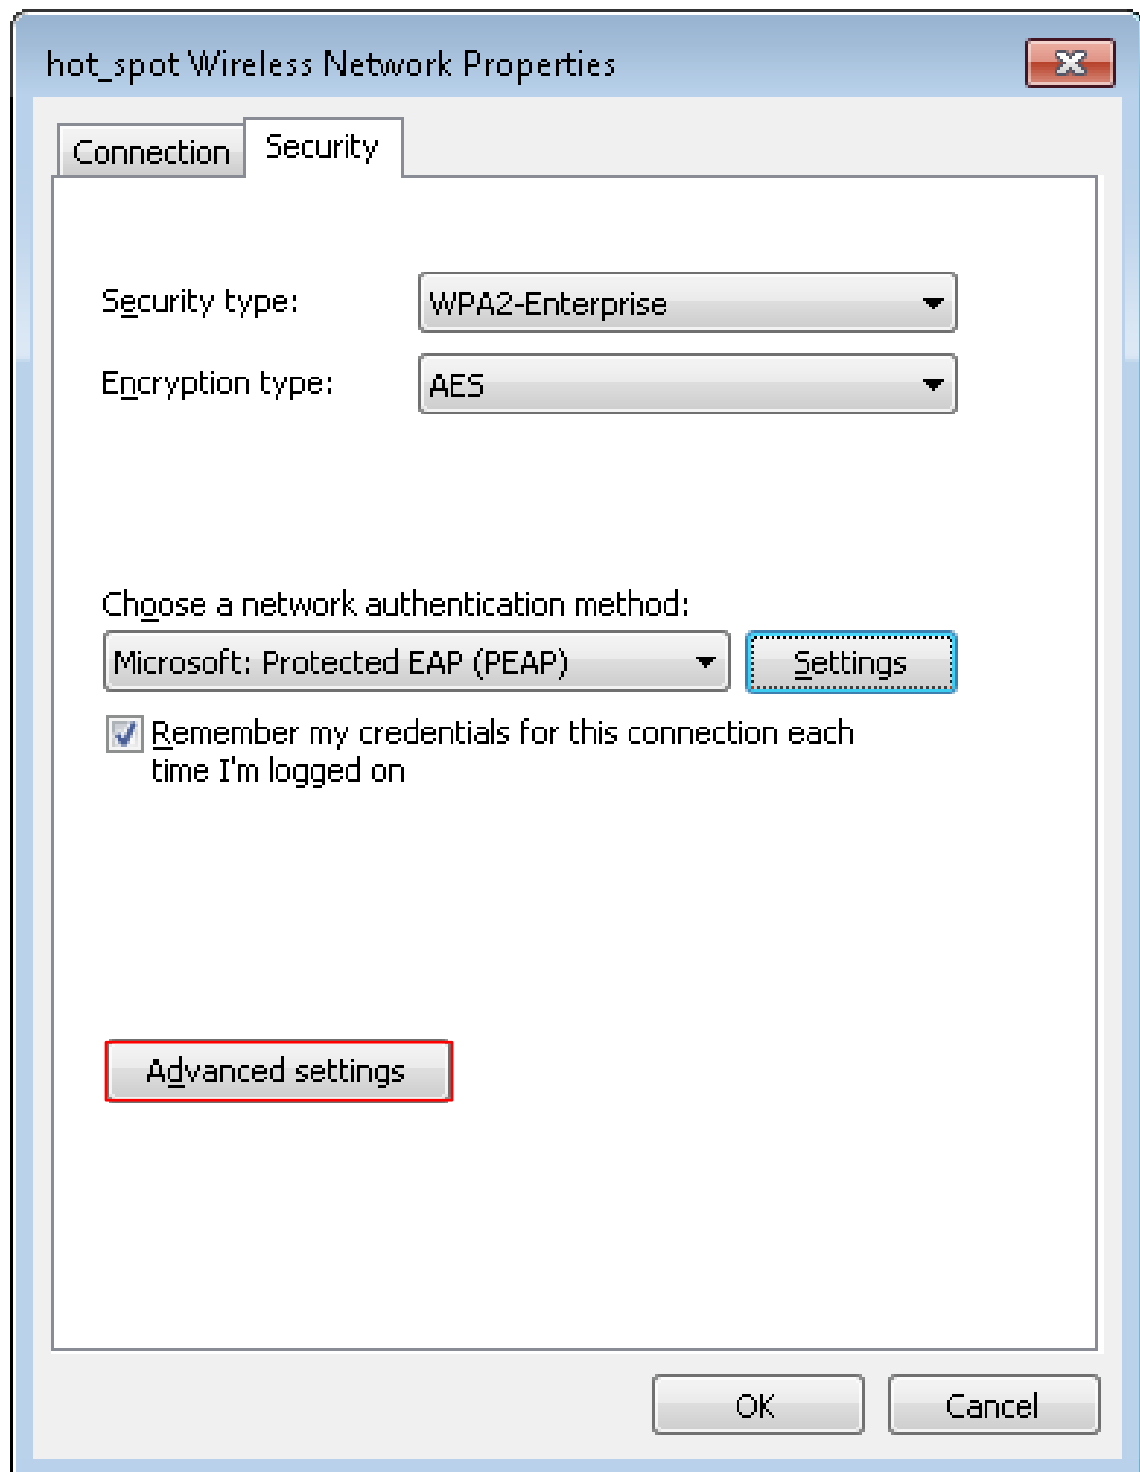 hot_spot Wireless Network Properties
Connection
Security
Security type:
WPA2-Enterprise
Encryption type:
AES
Choose a network authentication method:
Microsoft: Protected EAP (PEAP)
Settings
Remember my credentials for this connection each
time I'm logged on
Advanced settings
OK
Cancel